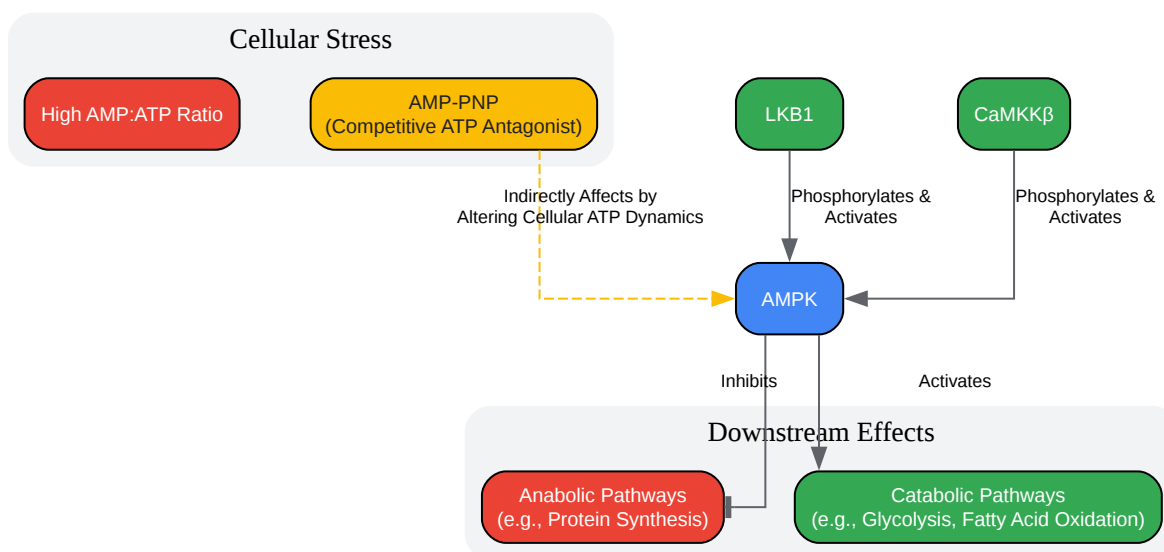 Cellular Stress
High AMP:ATP Ratio
AMP-PNP
(Competitive ATP Antagonist)
LKB1
CaMKKβ
Indirectly Affects by
Altering Cellular ATP Dynamics
Phosphorylates &
Activates
Phosphorylates &
Activates
AMPK
Inhibits
Activates
Downstream Effects
Anabolic Pathways
(e.g., Protein Synthesis)
Catabolic Pathways
(e.g., Glycolysis, Fatty Acid Oxidation)